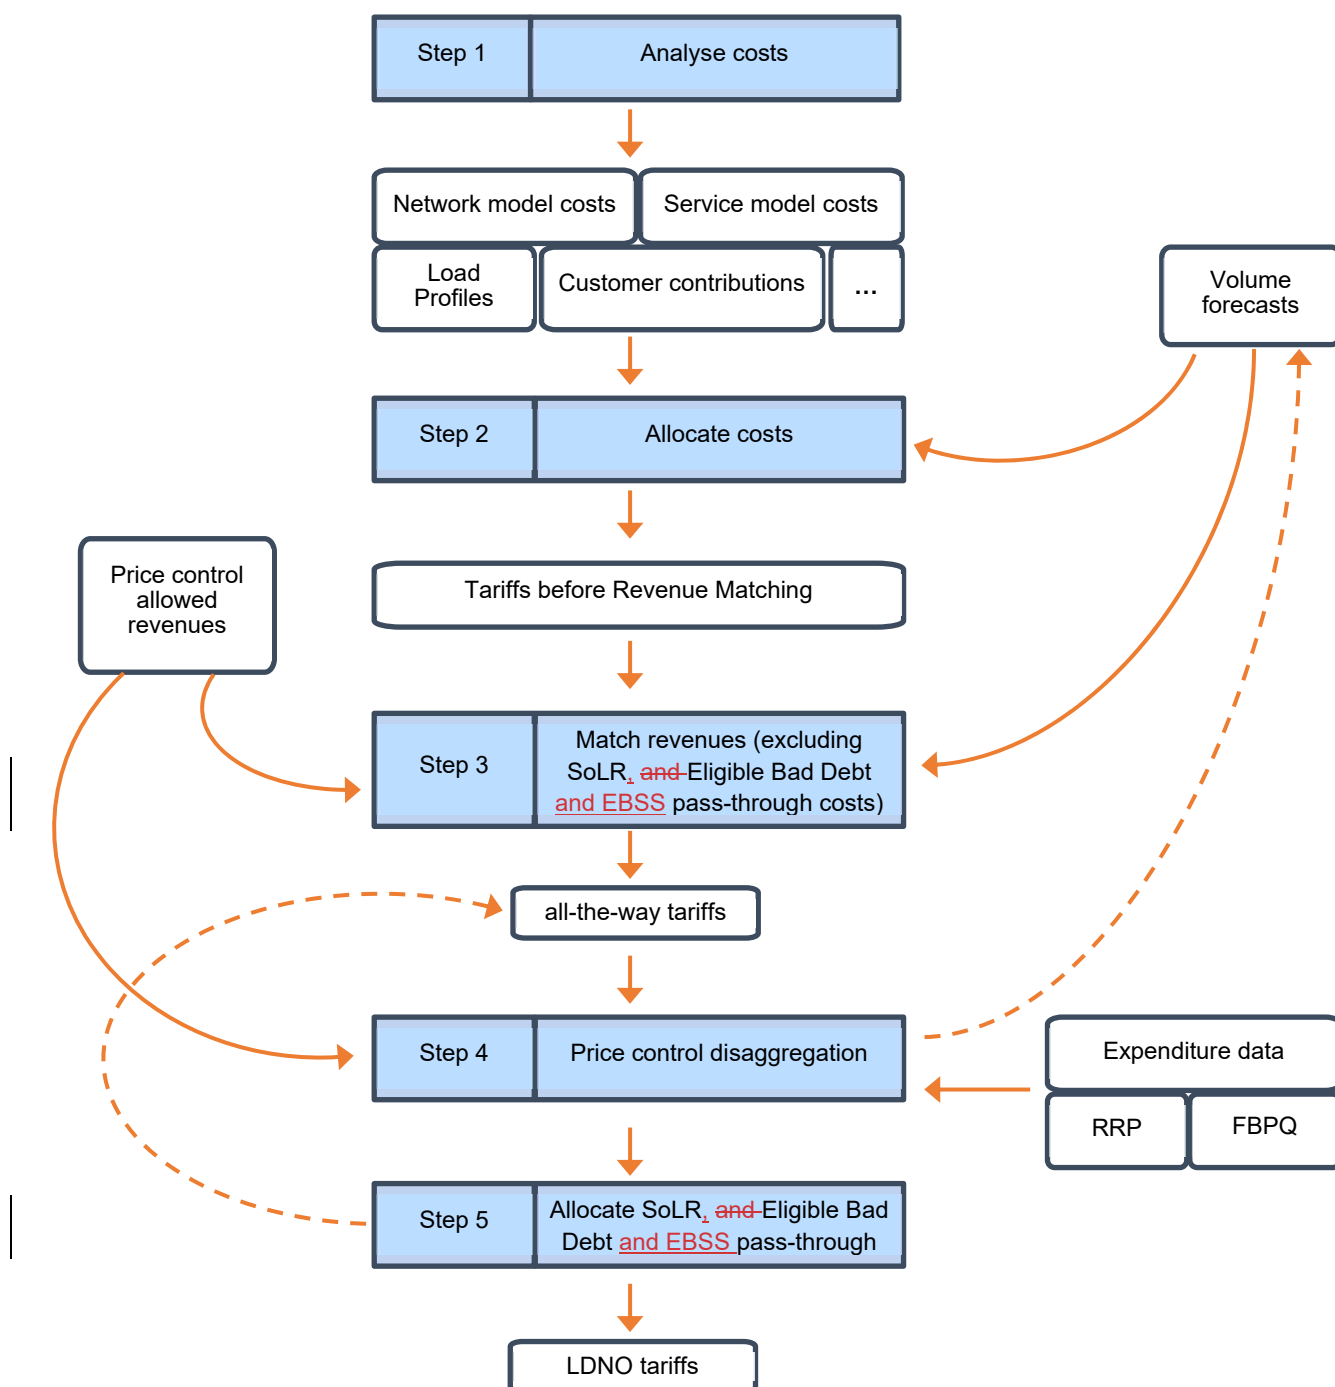 Step 1
Analyse costs
Network model costs
Service model costs
Load
Profiles
Customer contributions
...
Volume
forecasts
Step 2
Allocate costs
Price control
allowed
revenues
Tariffs before Revenue Matching
Step 3
Match revenues (excluding
SoLR, and Eligible Bad Debt
and EBSS pass-through costs)
all-the-way tariffs
Step 4
Price control disaggregation
Expenditure data
RRP
FBPQ
Step 5
Allocate SoLR, and Eligible Bad
Debt and EBSS pass-through
LDNO tariffs